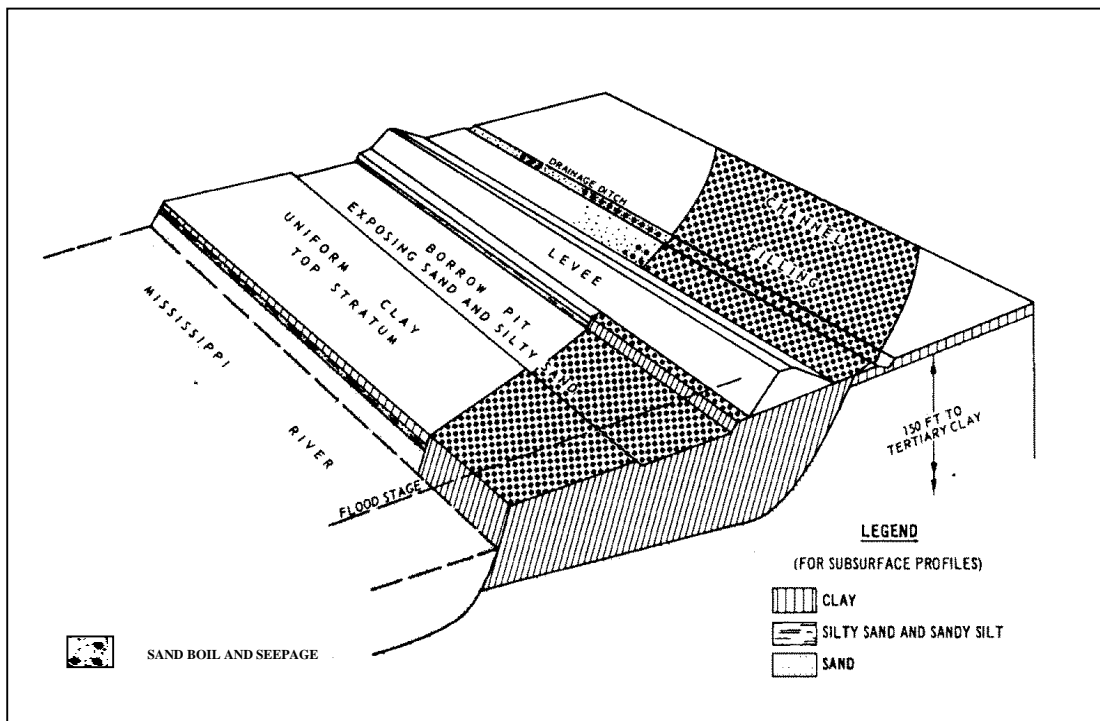 DRAINAGE DITCH
CHANNEL
FILLING
LEVEE
BORROW PIT
EXPOSING SAND AND SILTY SAND
UNIFORM CLAY
TOP STRATUM
MISSISSIPPI
RIVER
FLOOD STAGE
150 FT TO
TERTIARY CLAY
LEGEND
(FOR SUBSURFACE PROFILES)
CLAY
SILTY SAND AND SANDY SILT
SAND
SAND BOIL AND SEEPAGE